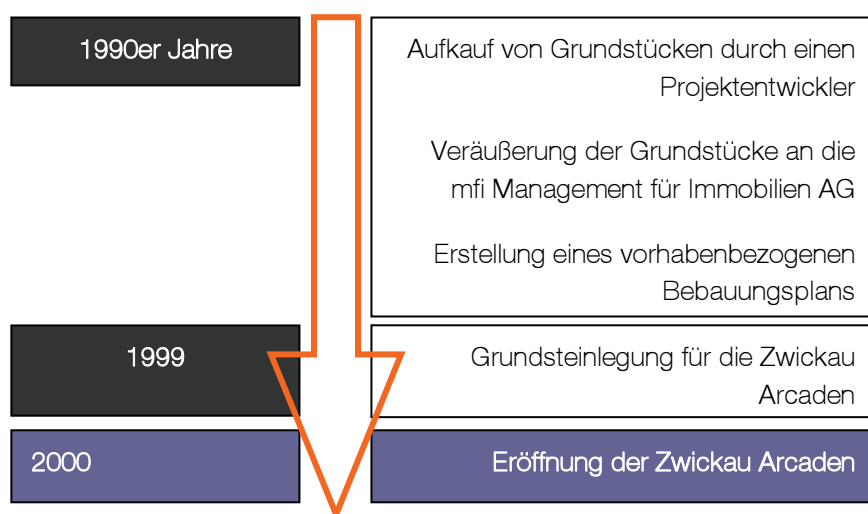 1990er Jahre
Aufkauf von Grundstücken durch einen
Projektentwickler
Veräußerung der Grundstücke an die
mfi Management für Immobilien AG
Erstellung eines vorhabenbezogenen
Bebauungsplans
1999
Grundsteinlegung für die Zwickau
Arcaden
2000
Eröffnung der Zwickau Arcaden